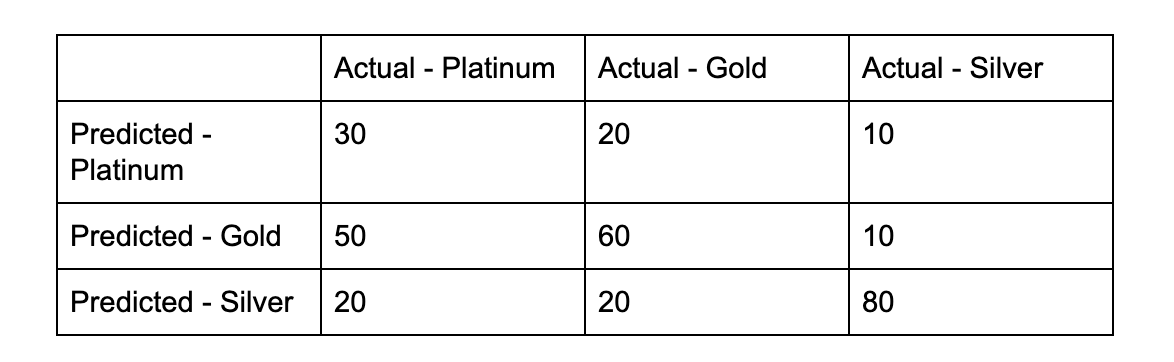 Actual - Platinum Actual - Gold Actual - Silver
Predicted - 30 20 10
Platinum
Predicted - Gold 50 60 10
Predicted - Silver 20 20 80